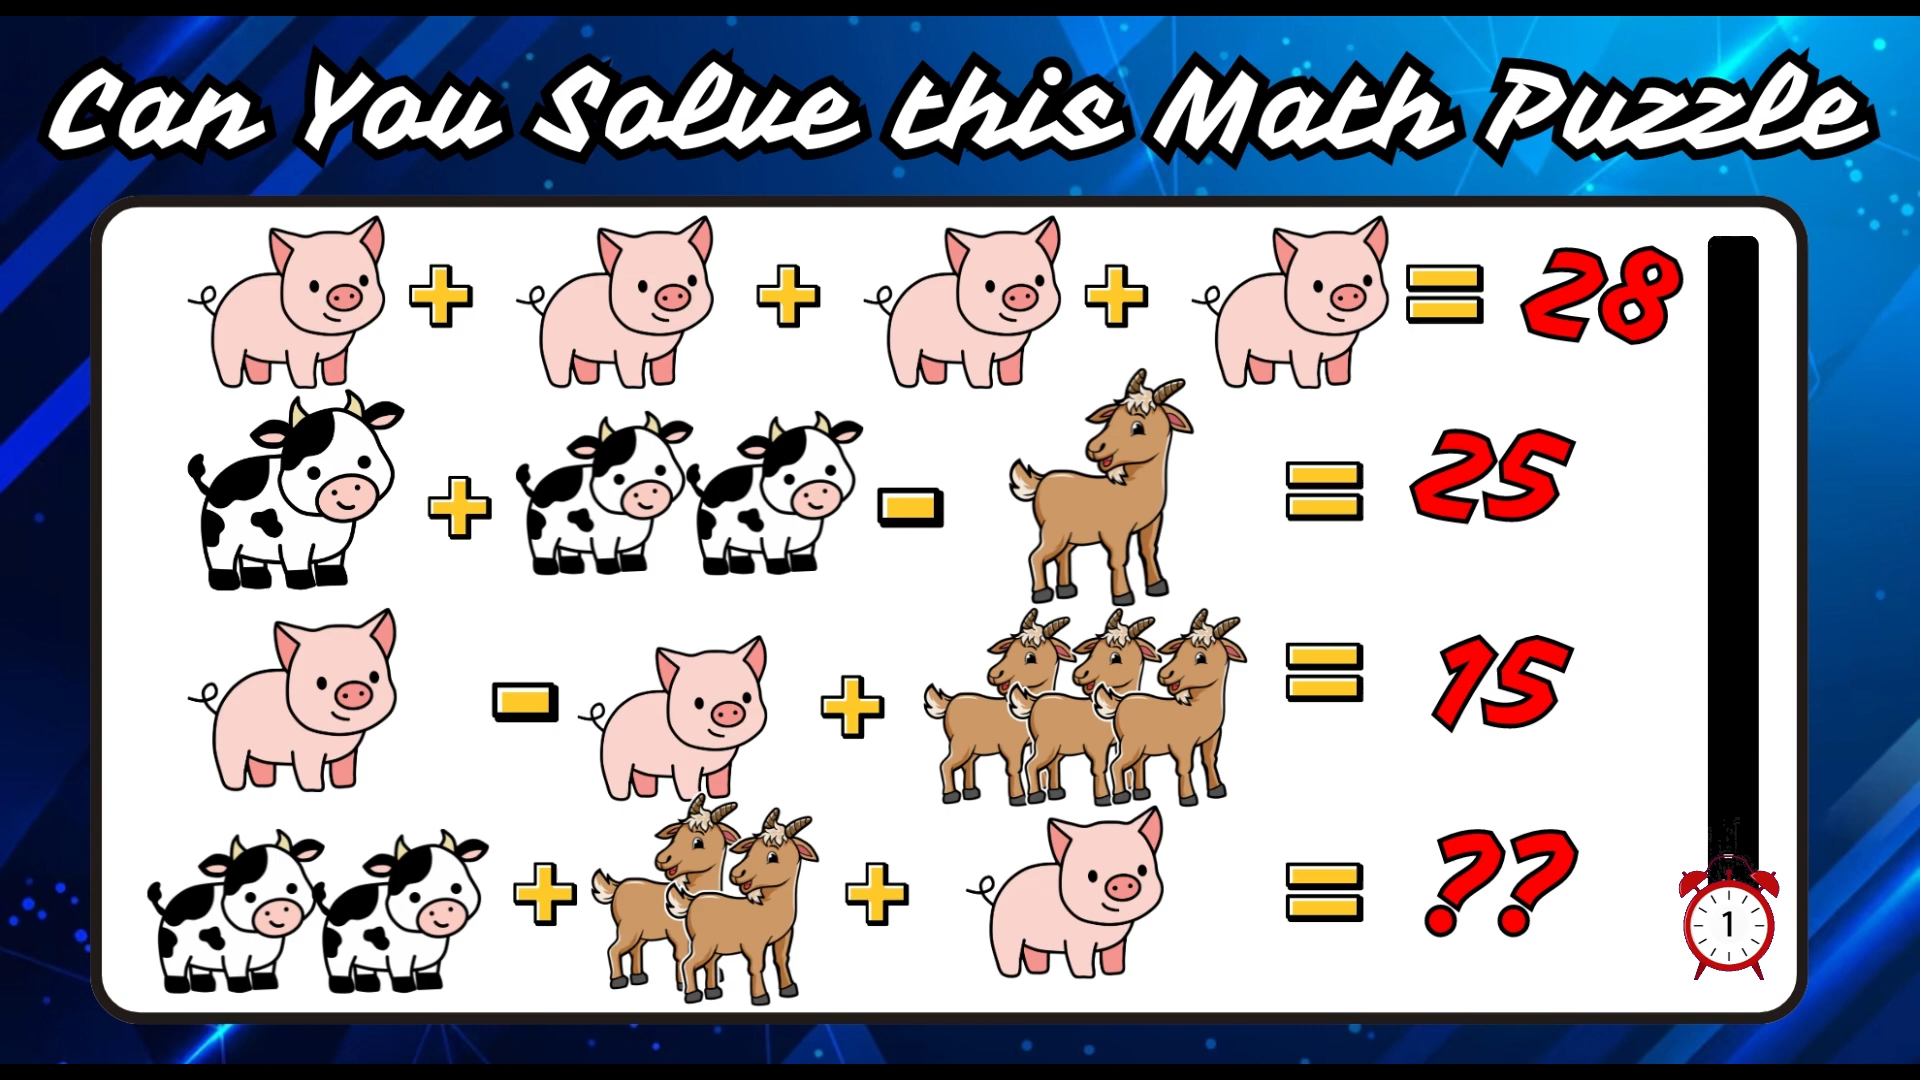 Can You Solve this Math Puzzle
+ + + = 28
+ - = 25
- + = 15
+ + = ??
1